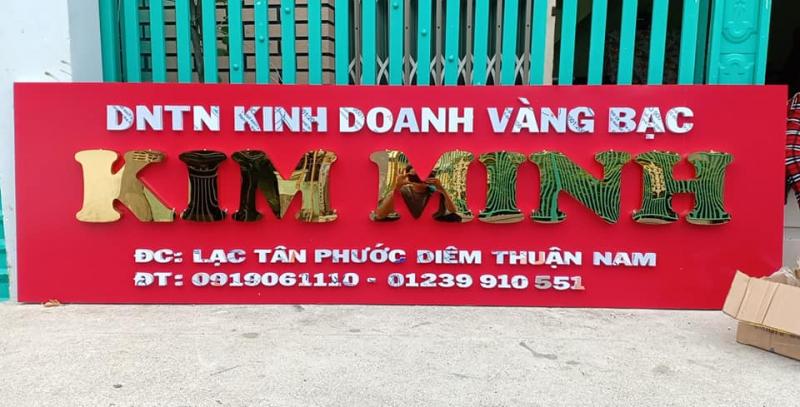 DNTN KINH DOANH VÀNG BẠC
KIM MINH
ĐC: LẠC TÂN PHƯỚC DIÊM THUẬN NAM
ĐT: 0919061110 - 01239 910 551